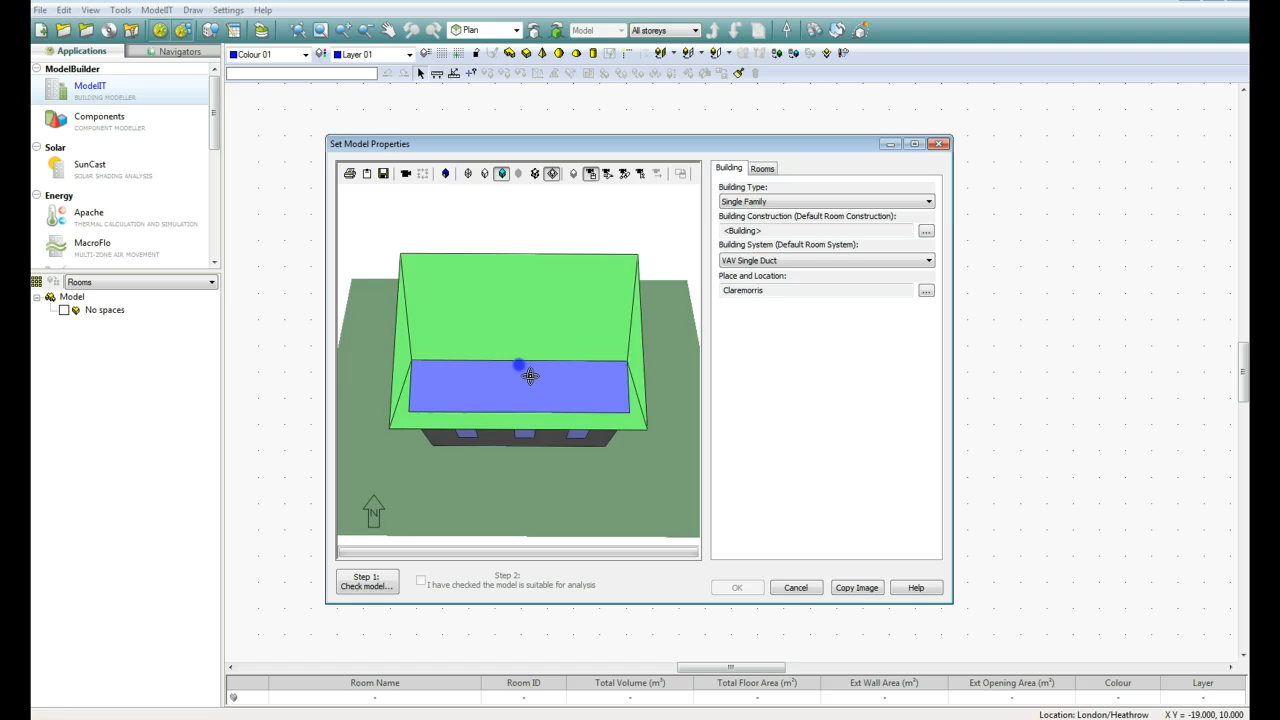 File Edit View Tools ModelIT Draw Settings Help
Plan Model All storeys
Applications Navigators
Colour 01 Layer 01
ModelBuilder
ModelIT
BUILDING MODELLER
Components
COMPONENT MODELLER
Solar
SunCast
SOLAR SHADING ANALYSIS
Energy
Apache
THERMAL CALCULATION AND SIMULATION
MacroFlo
MULTI-ZONE AIR MOVEMENT
Rooms
Model
No spaces
Set Model Properties
Building Rooms
Building Type:
Single Family
Building Construction (Default Room Construction):
<Building> ...
Building System (Default Room System):
VAV Single Duct
Place and Location:
Claremorris ...
N
Step 1:
Check model...
Step 2:
I have checked the model is suitable for analysis
OK Cancel Copy Image Help
Room Name Room ID Total Volume (m³) Total Floor Area (m²) Ext Wall Area (m²) Ext Opening Area (m²) Colour Layer
- - - - - - - -
Location: London/Heathrow X Y = -19.000, 10.000